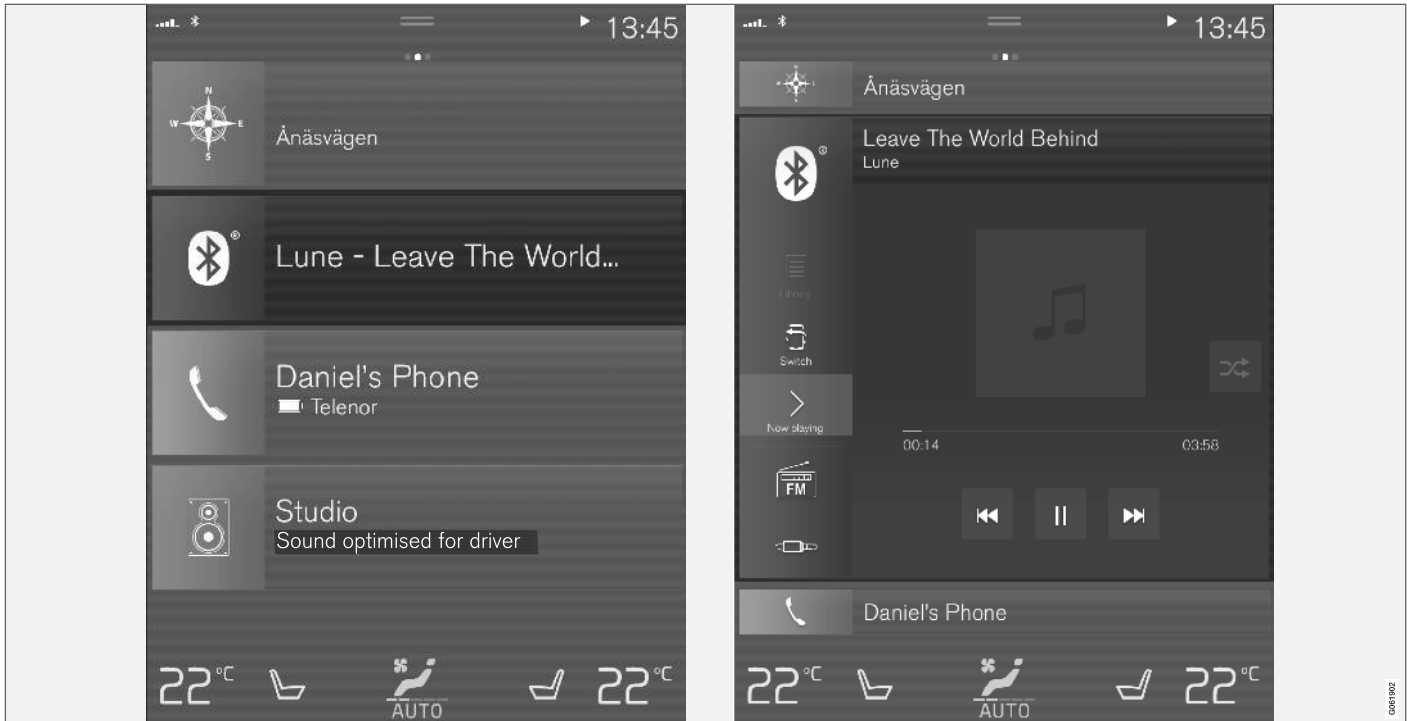 13:45
N
W E
S
Ånäsvägen
®
Lune - Leave The World...
Daniel's Phone
Telenor
Studio
Sound optimised for driver
22°C
AUTO
22°C
13:45
Ånäsvägen
®
Leave The World Behind
Lune
Library
Switch
Now playing
00:14
03:58
FM
Daniel's Phone
22°C
AUTO
22°C
G061902